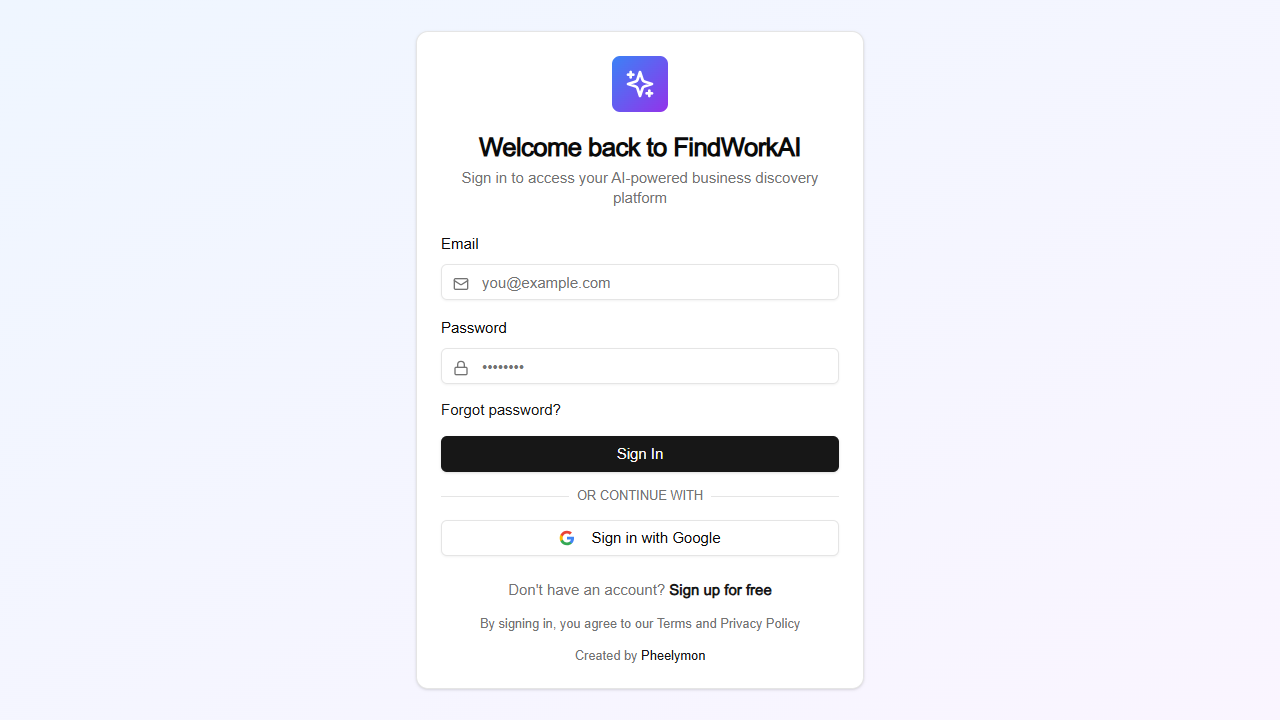 Welcome back to FindWorkAI
Sign in to access your AI-powered business discovery
platform
Email
you@example.com
Password
••••••••
Forgot password?
Sign In
OR CONTINUE WITH
Sign in with Google
Don't have an account? Sign up for free
By signing in, you agree to our Terms and Privacy Policy
Created by Pheelymon